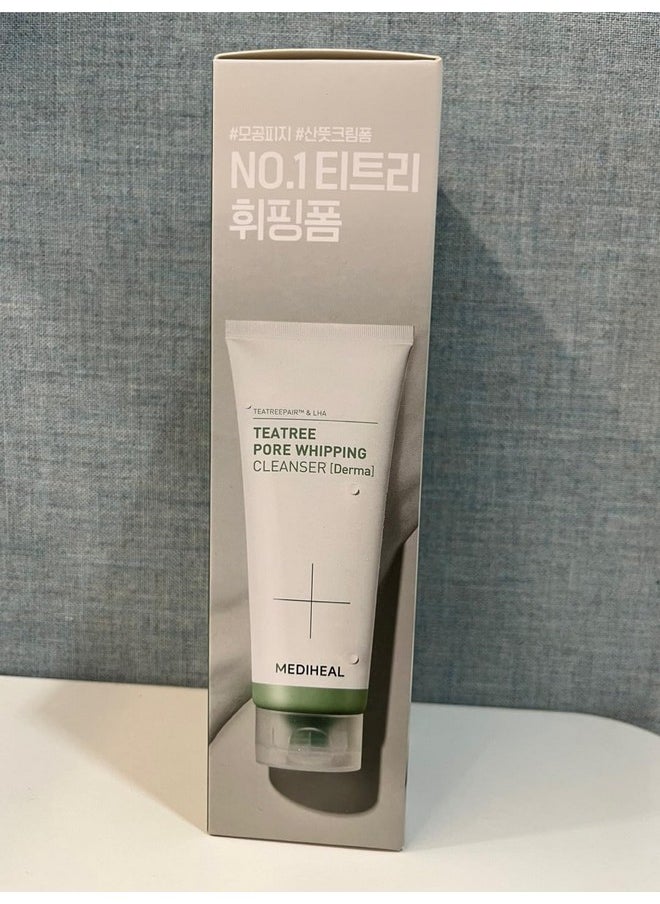 #모공피지 #산뜻크림폼
NO.1 티트리
휘핑폼
TEATREEPAIR™ & LHA
TEATREE
PORE WHIPPING
CLEANSER [Derma]
MEDIHEAL